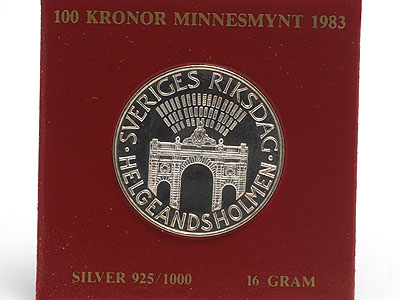 100 KRONOR MINNESMYNT 1983
· SVERIGES RIKSDAG ·
HELGEANDSHOLMEN
SILVER 925/1000 16 GRAM